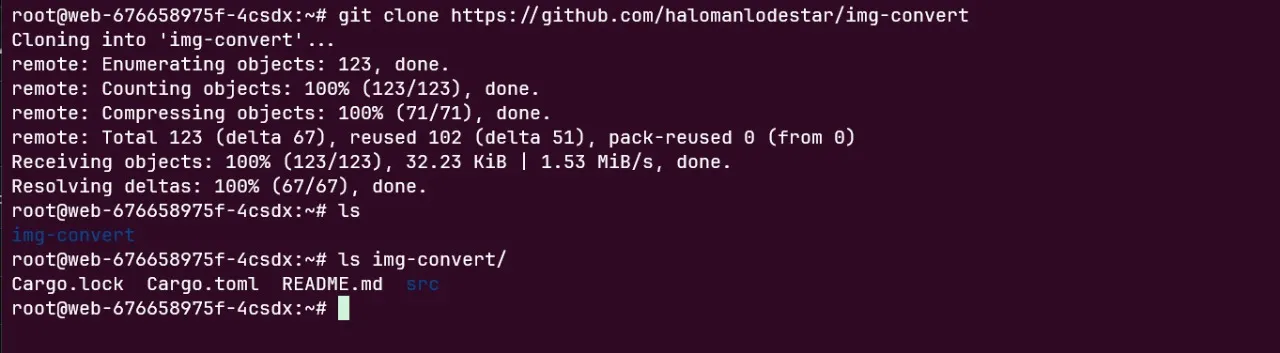 root@web-676658975f-4csdx:~# git clone https://github.com/halomanlodestar/img-convert
Cloning into 'img-convert'...
remote: Enumerating objects: 123, done.
remote: Counting objects: 100% (123/123), done.
remote: Compressing objects: 100% (71/71), done.
remote: Total 123 (delta 67), reused 102 (delta 51), pack-reused 0 (from 0)
Receiving objects: 100% (123/123), 32.23 KiB | 1.53 MiB/s, done.
Resolving deltas: 100% (67/67), done.
root@web-676658975f-4csdx:~# ls
img-convert
root@web-676658975f-4csdx:~# ls img-convert/
Cargo.lock  Cargo.toml  README.md  src
root@web-676658975f-4csdx:~#